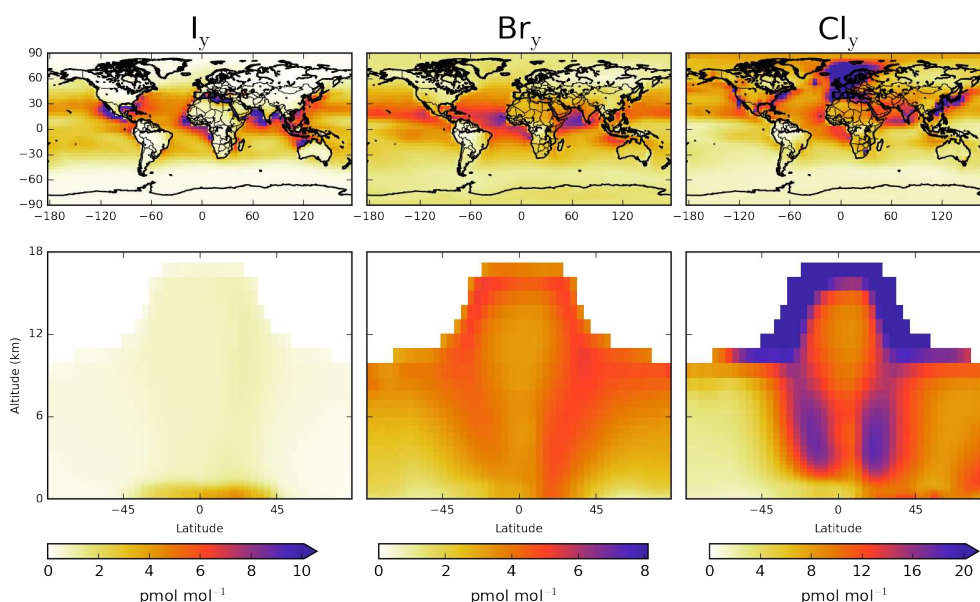 I_y Br_y Cl_y
90
60
30
0
−30
−60
−90
−180 −120 −60 0 60 120 −180 −120 −60 0 60 120 −180 −120 −60 0 60 120
18
12
6
0
Altitude (km)
−45 0 45 −45 0 45 −45 0 45
Latitude Latitude Latitude
0 2 4 6 8 10 0 2 4 6 8 0 4 8 12 16 20
pmol mol⁻¹ pmol mol⁻¹ pmol mol⁻¹